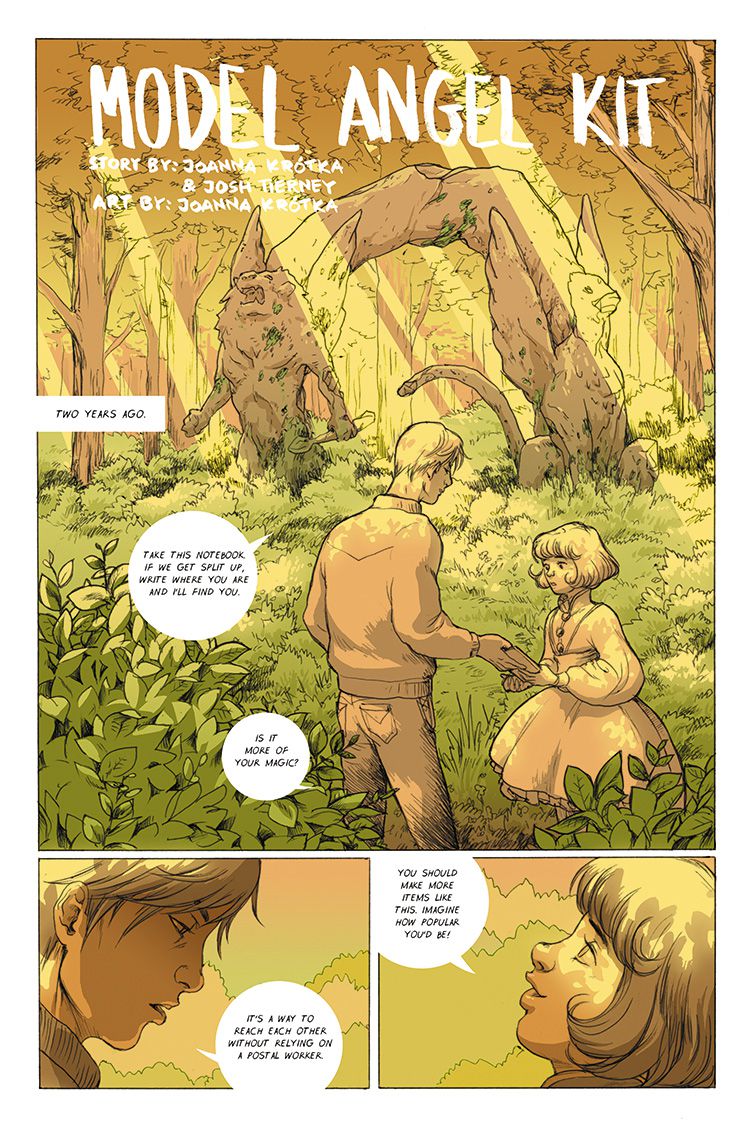 MODEL ANGEL KIT
STORY BY: JOANNA KRÓTKA
& JOSH TIERNEY
ART BY: JOANNA KRÓTKA
TWO YEARS AGO.
TAKE THIS NOTEBOOK.
IF WE GET SPLIT UP,
WRITE WHERE YOU ARE
AND I'LL FIND YOU.
IS IT
MORE OF
YOUR MAGIC?
IT'S A WAY TO
REACH EACH OTHER
WITHOUT RELYING ON
A POSTAL WORKER.
YOU SHOULD
MAKE MORE
ITEMS LIKE
THIS. IMAGINE
HOW POPULAR
YOU'D BE!